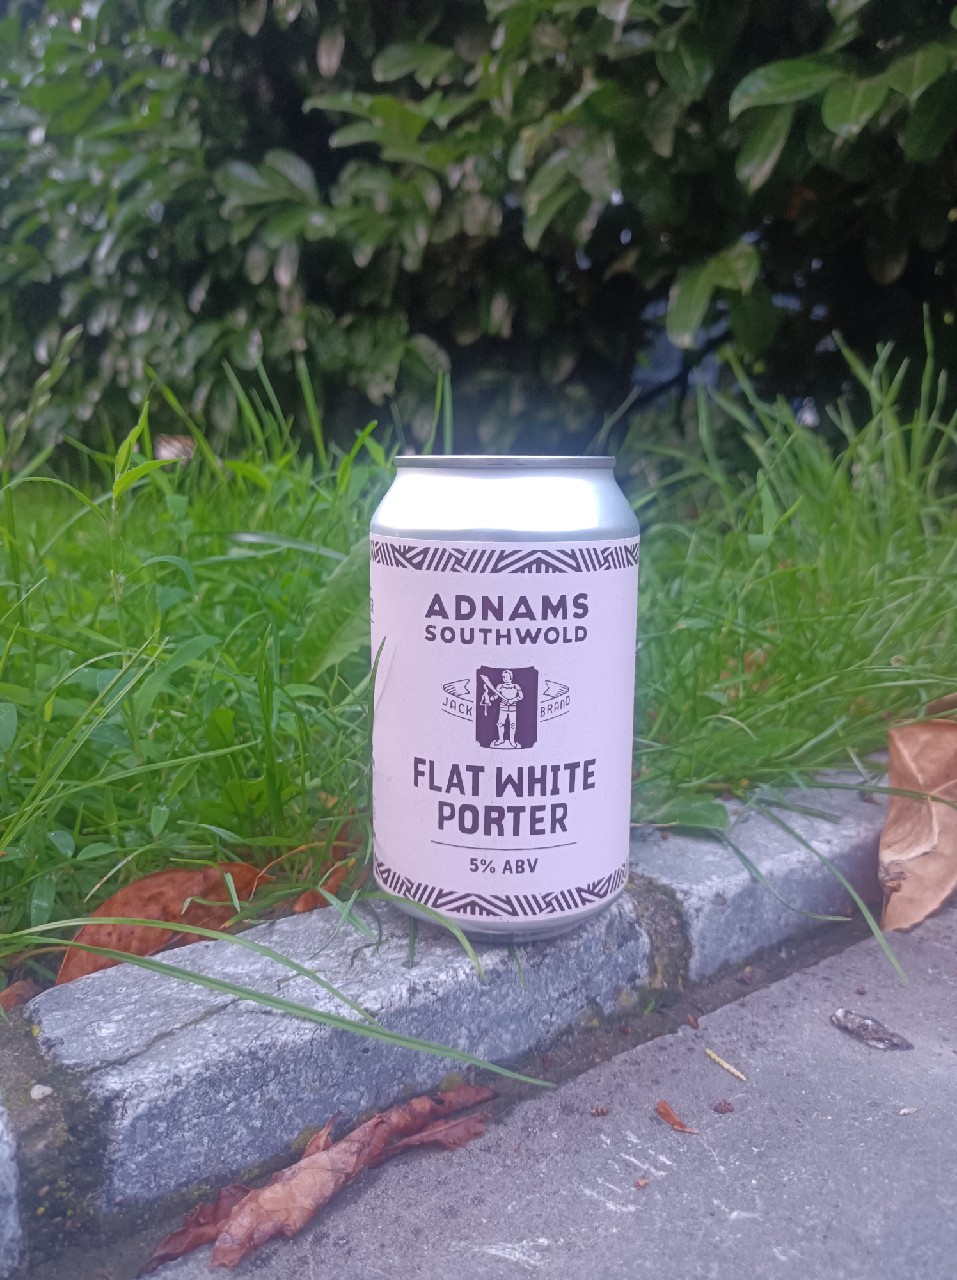 ADNAMS
SOUTHWOLD
JACK BRAND
FLAT WHITE
PORTER
5% ABV